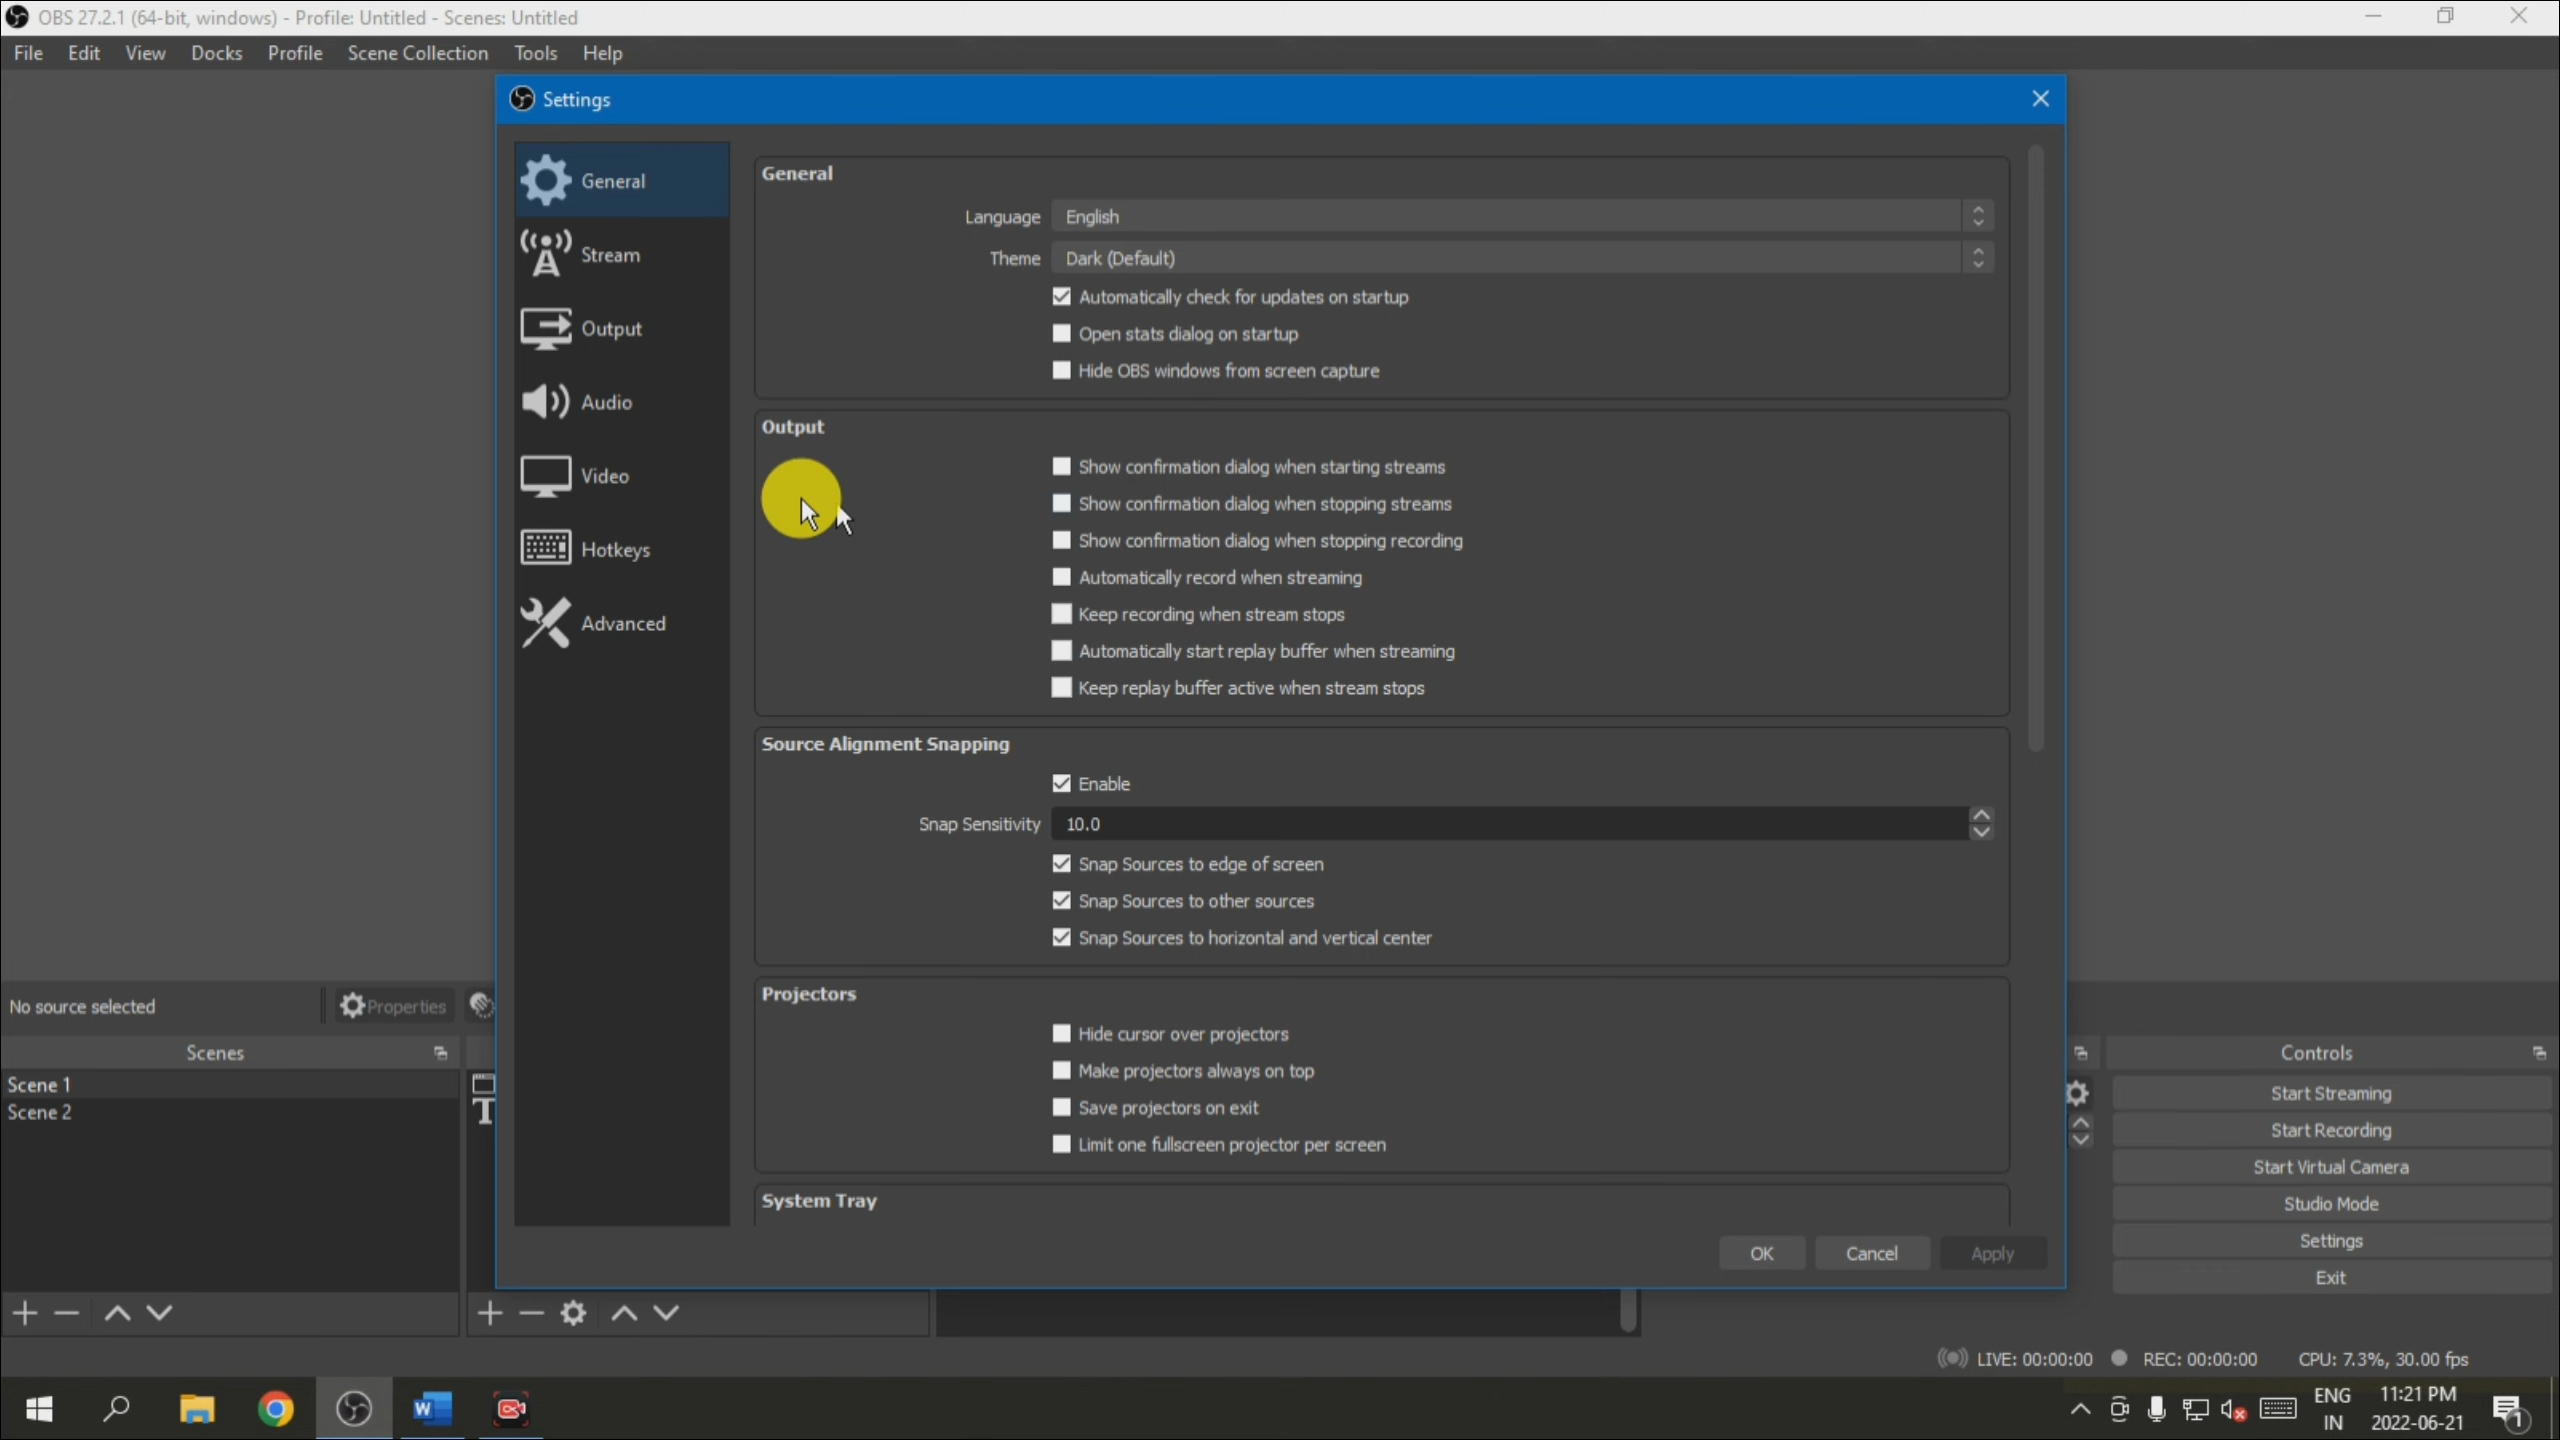 OBS 27.2.1 (64-bit, windows) - Profile: Untitled - Scenes: Untitled
File Edit View Docks Profile Scene Collection Tools Help
Settings
General
Stream
Output
Audio
Video
Hotkeys
Advanced
General
Language English
Theme Dark (Default)
Automatically check for updates on startup
Open stats dialog on startup
Hide OBS windows from screen capture
Output
Show confirmation dialog when starting streams
Show confirmation dialog when stopping streams
Show confirmation dialog when stopping recording
Automatically record when streaming
Keep recording when stream stops
Automatically start replay buffer when streaming
Keep replay buffer active when stream stops
Source Alignment Snapping
Enable
Snap Sensitivity 10.0
Snap Sources to edge of screen
Snap Sources to other sources
Snap Sources to horizontal and vertical center
Projectors
Hide cursor over projectors
Make projectors always on top
Save projectors on exit
Limit one fullscreen projector per screen
System Tray
OK Cancel Apply
No source selected Properties
Scenes
Scene 1
Scene 2
Controls
Start Streaming
Start Recording
Start Virtual Camera
Studio Mode
Settings
Exit
LIVE: 00:00:00 REC: 00:00:00 CPU: 7.3%, 30.00 fps
ENG 11:21 PM
IN 2022-06-21
1